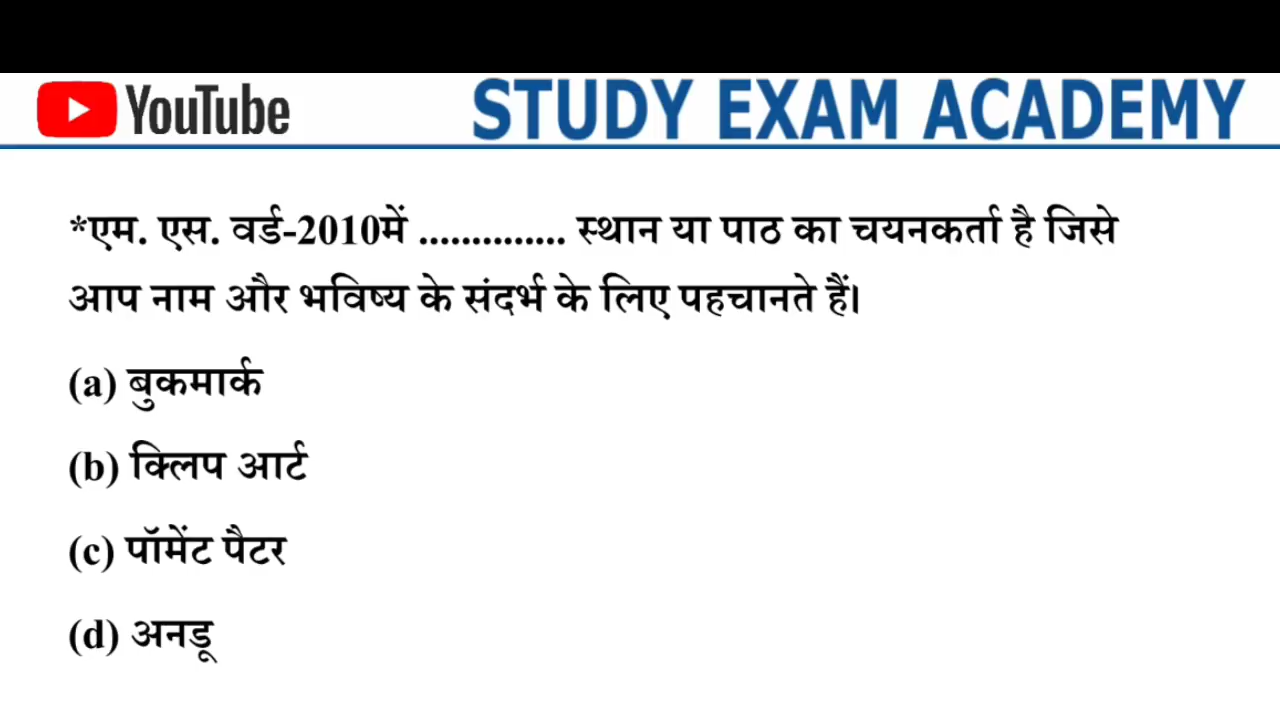 YouTube STUDY EXAM ACADEMY
*एम. एस. वर्ड-2010में .............. स्थान या पाठ का चयनकर्ता है जिसे
आप नाम और भविष्य के संदर्भ के लिए पहचानते हैं।
(a) बुकमार्क
(b) क्लिप आर्ट
(c) पॉमेंट पैटर
(d) अनडू